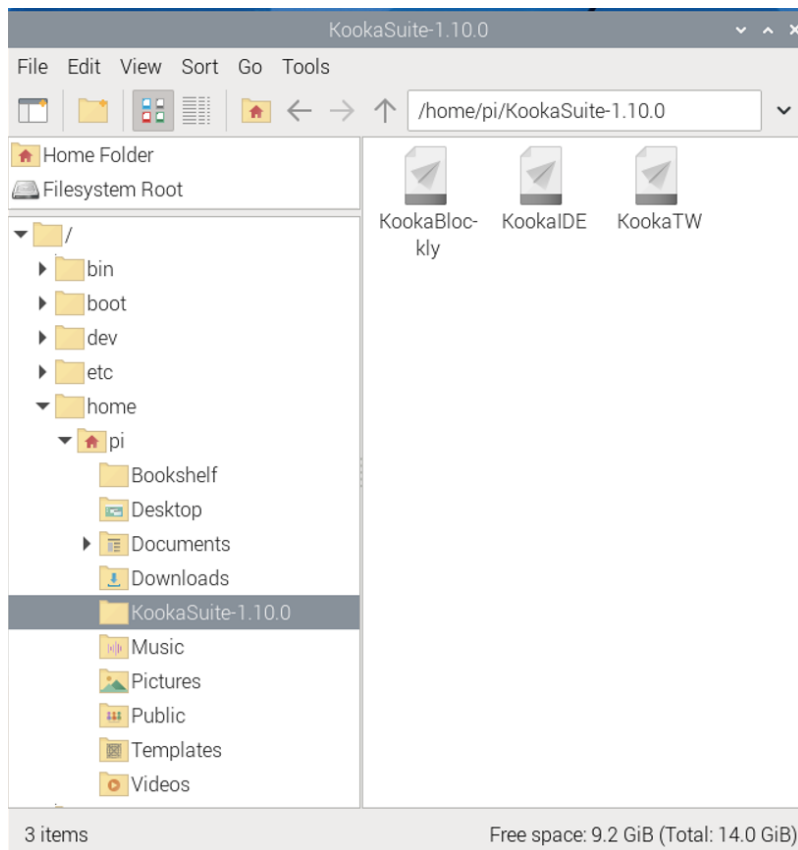 KookaSuite-1.10.0
File Edit View Sort Go Tools
/home/pi/KookaSuite-1.10.0
Home Folder
Filesystem Root
/
bin
boot
dev
etc
home
pi
Bookshelf
Desktop
Documents
Downloads
KookaSuite-1.10.0
Music
Pictures
Public
Templates
Videos
KookaBloc-
kly
KookaIDE
KookaTW
3 items
Free space: 9.2 GiB (Total: 14.0 GiB)